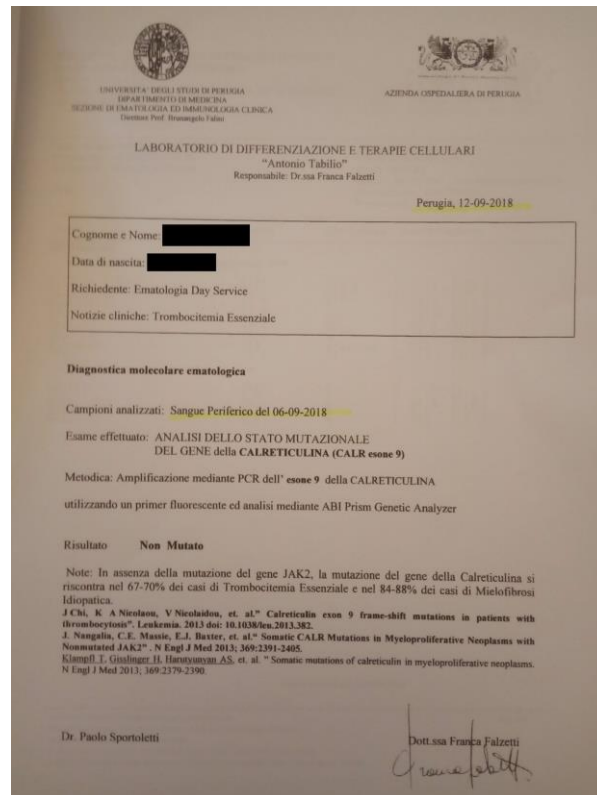 UNIVERSITA' DEGLI STUDI DI PERUGIA
DIPARTIMENTO DI MEDICINA
SEZIONE DI EMATOLOGIA ED IMMUNOLOGIA CLINICA
Direttore Prof. Brunangelo Falini
AZIENDA OSPEDALIERA DI PERUGIA
LABORATORIO DI DIFFERENZIAZIONE E TERAPIE CELLULARI
"Antonio Tabilio"
Responsabile: Dr.ssa Franca Falzetti
Perugia, 12-09-2018
Cognome e Nome:
Data di nascita:
Richiedente: Ematologia Day Service
Notizie cliniche: Trombocitemia Essenziale
Diagnostica molecolare ematologica
Campioni analizzati: Sangue Periferico del 06-09-2018
Esame effettuato: ANALISI DELLO STATO MUTAZIONALE
DEL GENE della CALRETICULINA (CALR esone 9)
Metodica: Amplificazione mediante PCR dell' esone 9 della CALRETICULINA
utilizzando un primer fluorescente ed analisi mediante ABI Prism Genetic Analyzer
Risultato Non Mutato
Note: In assenza della mutazione del gene JAK2, la mutazione del gene della Calreticulina si
riscontra nel 67-70% dei casi di Trombocitemia Essenziale e nel 84-88% dei casi di Mielofibrosi
Idiopatica.
J Chi, K A Nicolaou, V Nicolaidou, et. al." Calreticulin exon 9 frame-shift mutations in patients with
thrombocytosis". Leukemia. 2013 doi: 10.1038/leu.2013.382.
J. Nangalia, C.E. Massie, E.J. Baxter, et. al." Somatic CALR Mutations in Myeloproliferative Neoplasms with
Nonmutated JAK2" . N Engl J Med 2013; 369:2391-2405.
Klampfl T, Gisslinger H, Harutyunyan AS, et. al. " Somatic mutations of calreticulin in myeloproliferative neoplasms.
N Engl J Med 2013; 369:2379-2390.
Dr. Paolo Sportoletti
Dott.ssa Franca Falzetti